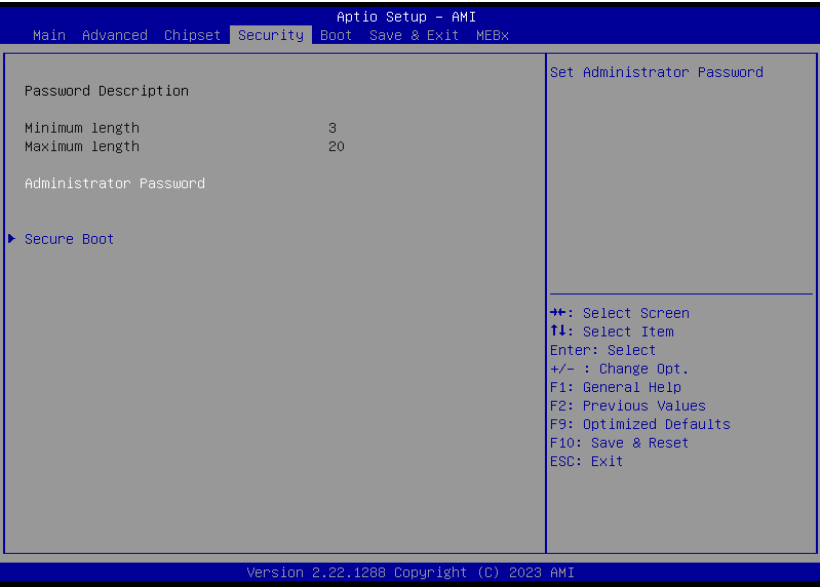 Aptio Setup – AMI
Main Advanced Chipset Security Boot Save & Exit MEBx
Password Description
Minimum length 3
Maximum length 20
Administrator Password
▶ Secure Boot
Set Administrator Password
→←: Select Screen
↑↓: Select Item
Enter: Select
+/- : Change Opt.
F1: General Help
F2: Previous Values
F9: Optimized Defaults
F10: Save & Reset
ESC: Exit
Version 2.22.1288 Copyright (C) 2023 AMI